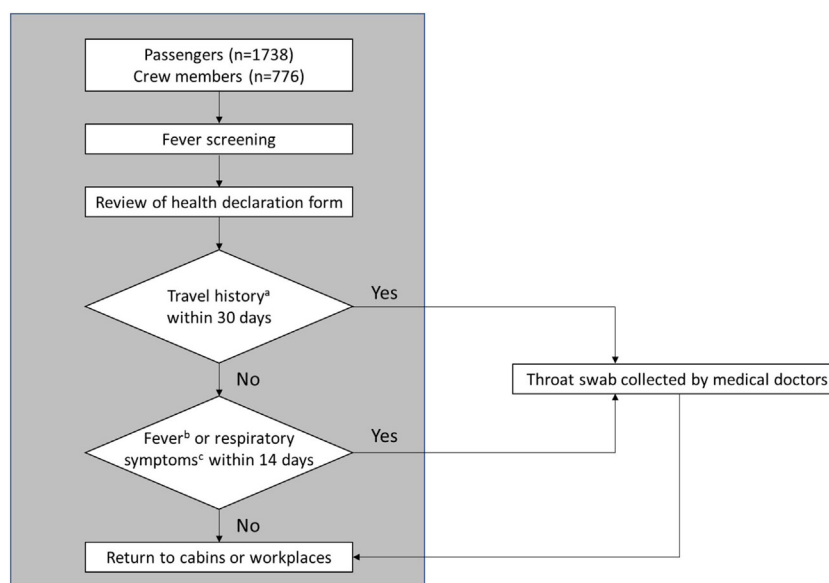 Passengers (n=1738)
Crew members (n=776)
Fever screening
Review of health declaration form
Travel historyᵃ
within 30 days
Yes
No
Throat swab collected by medical doctors
Feverᵇ or respiratory
symptomsᶜ within 14 days
Yes
No
Return to cabins or workplaces